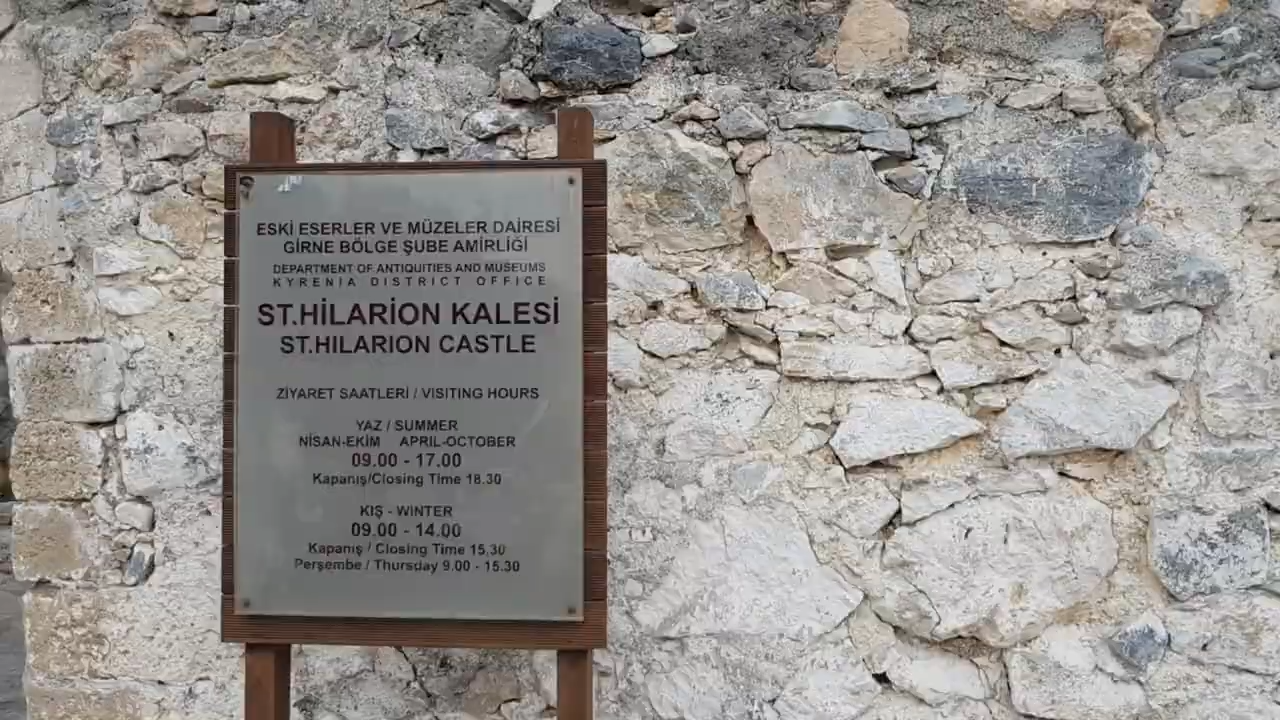 ESKİ ESERLER VE MÜZELER DAİRESİ
GİRNE BÖLGE ŞUBE AMİRLİĞİ
DEPARTMENT OF ANTIQUITIES AND MUSEUMS
KYRENIA DISTRICT OFFICE
ST.HİLARİON KALESİ
ST.HILARION CASTLE
ZİYARET SAATLERİ / VISITING HOURS
YAZ / SUMMER
NİSAN-EKİM APRIL-OCTOBER
09.00 - 17.00
Kapanış/Closing Time 18.30
KIŞ - WINTER
09.00 - 14.00
Kapanış / Closing Time 15.30
Perşembe / Thursday 9.00 - 15.30